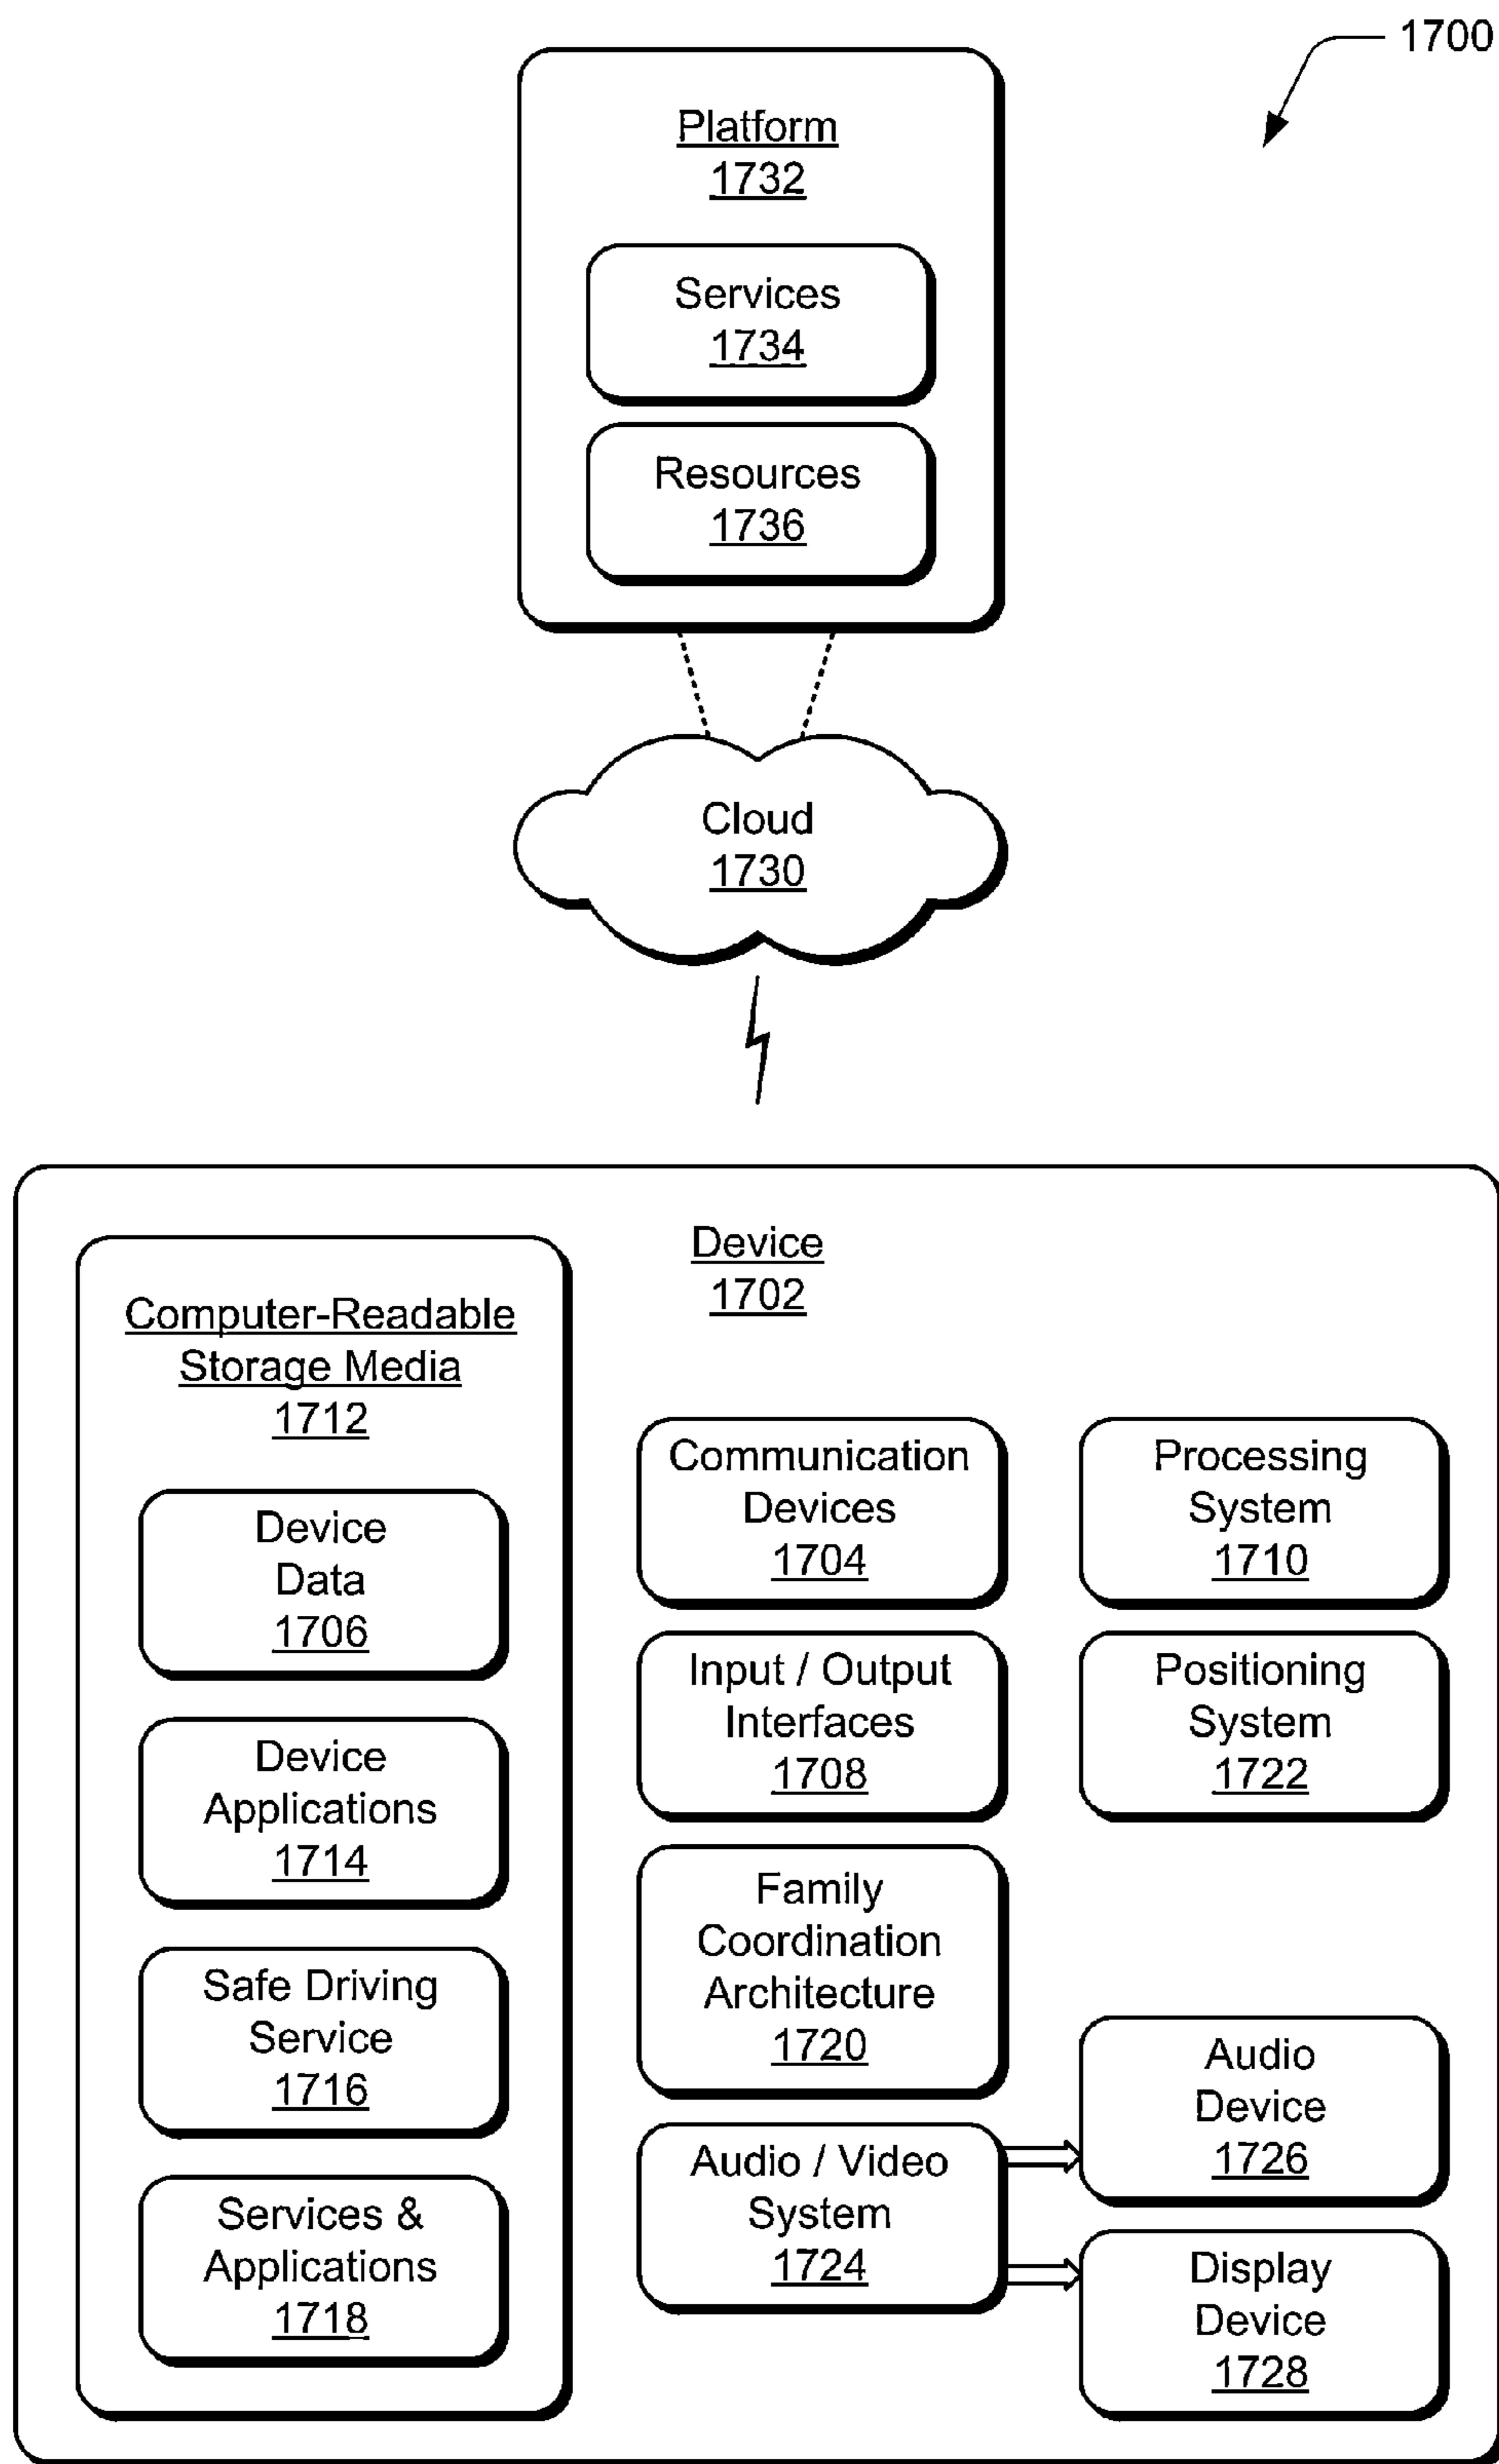 1700
Platform
1732
Services
1734
Resources
1736
Cloud
1730
Device
1702
Computer-Readable
Storage Media
1712
Device
Data
1706
Device
Applications
1714
Safe Driving
Service
1716
Services &
Applications
1718
Communication
Devices
1704
Input / Output
Interfaces
1708
Family
Coordination
Architecture
1720
Audio / Video
System
1724
Processing
System
1710
Positioning
System
1722
Audio
Device
1726
Display
Device
1728